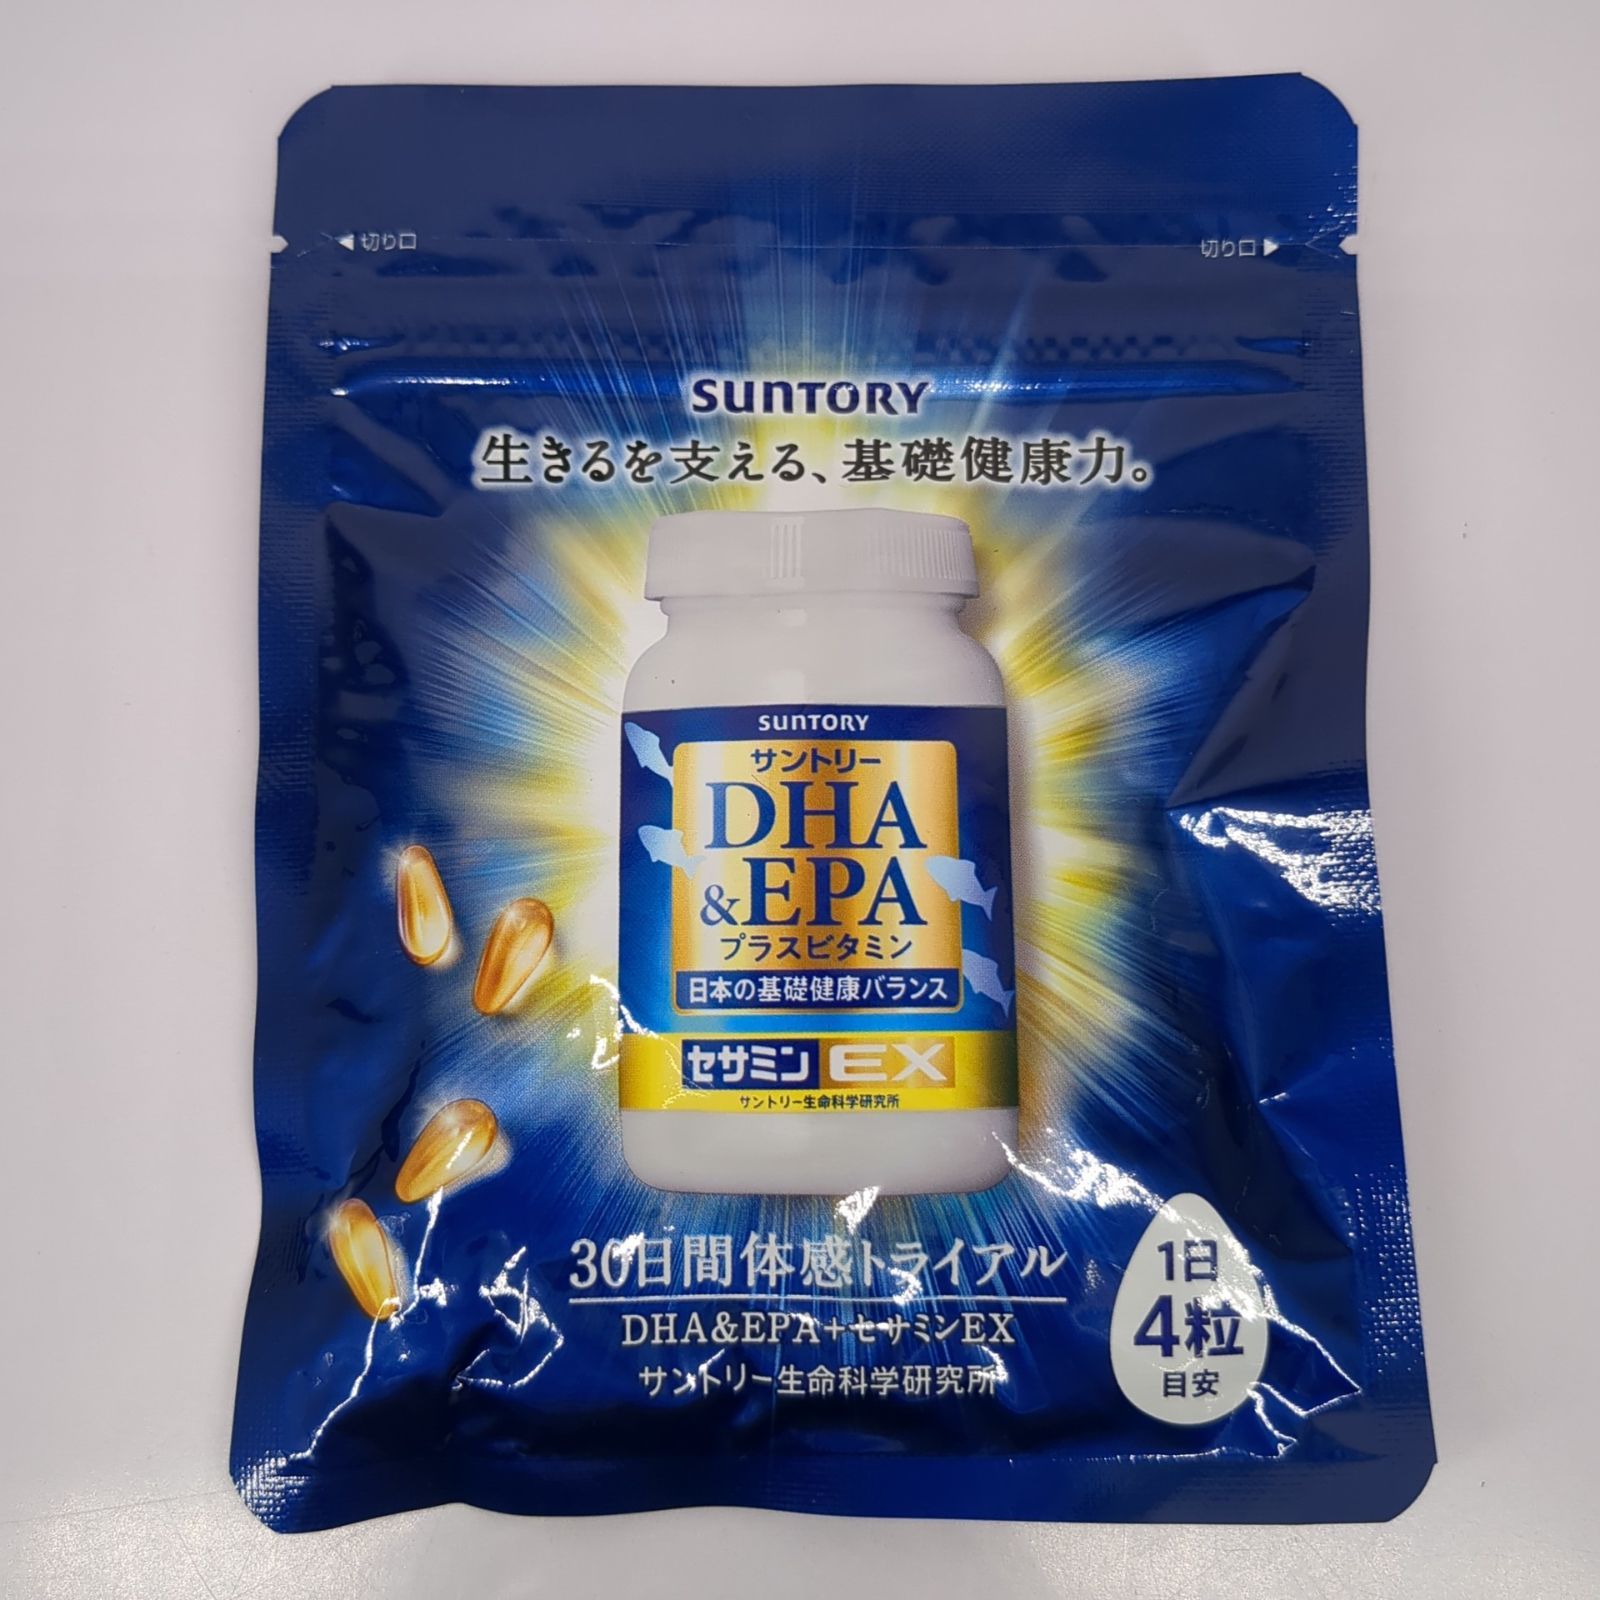 切り口
切り口
SUNTORY
生きるを支える、基礎健康力。
SUNTORY
サントリー
DHA
&EPA
プラスビタミン
日本の基礎健康バランス
セサミンEX
サントリー生命科学研究所
30日間体感トライアル
DHA&EPA+セサミンEX
サントリー生命科学研究所
1日
4粒
目安